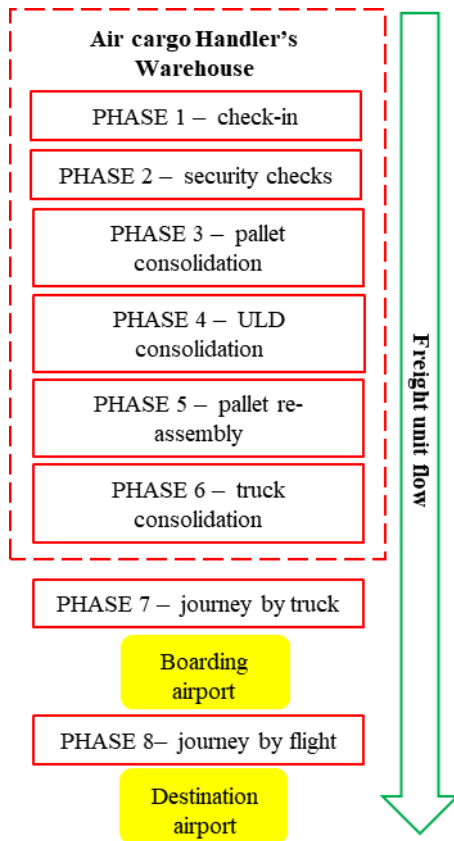 Air cargo Handler's
Warehouse
PHASE 1 – check-in
PHASE 2 – security checks
PHASE 3 – pallet
consolidation
PHASE 4 – ULD
consolidation
PHASE 5 – pallet re-
assembly
PHASE 6 – truck
consolidation
PHASE 7 – journey by truck
Boarding
airport
PHASE 8– journey by flight
Destination
airport
Freight unit flow